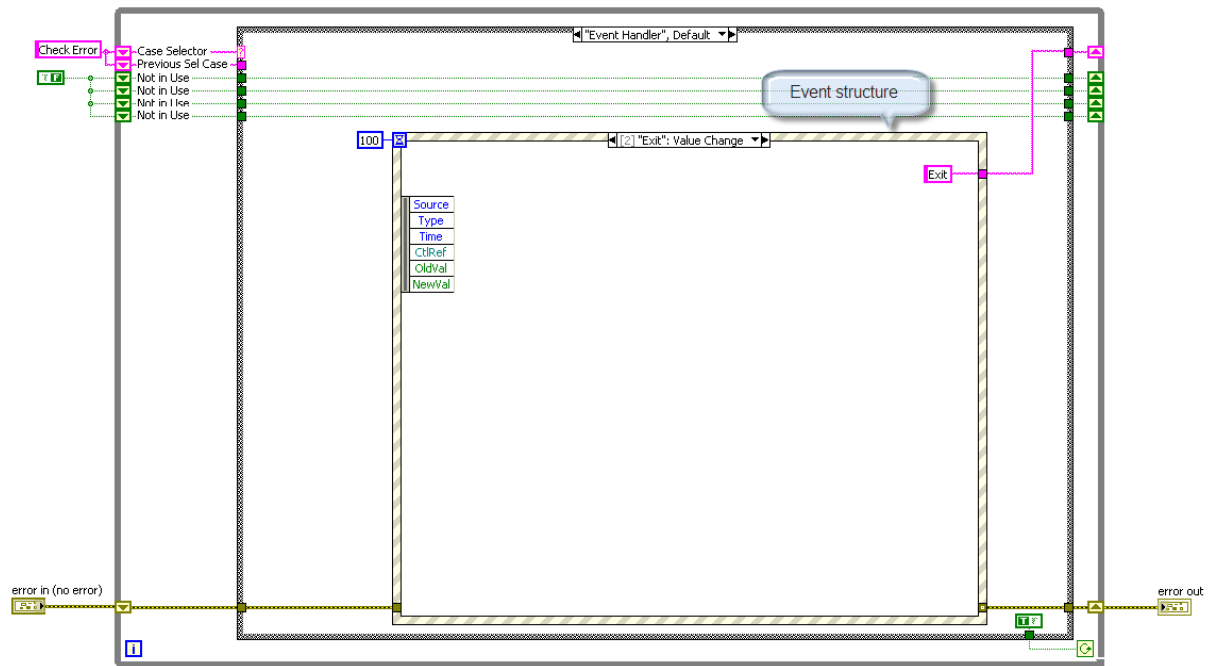 "Event Handler", Default
Check Error
Case Selector
?
Previous Sel Case
T F
Not in Use
Not in Use
Not in Use
Not in Use
Event structure
100
[2] "Exit": Value Change
Exit
Source
Type
Time
CtlRef
OldVal
NewVal
error in (no error)
error out
T F
i